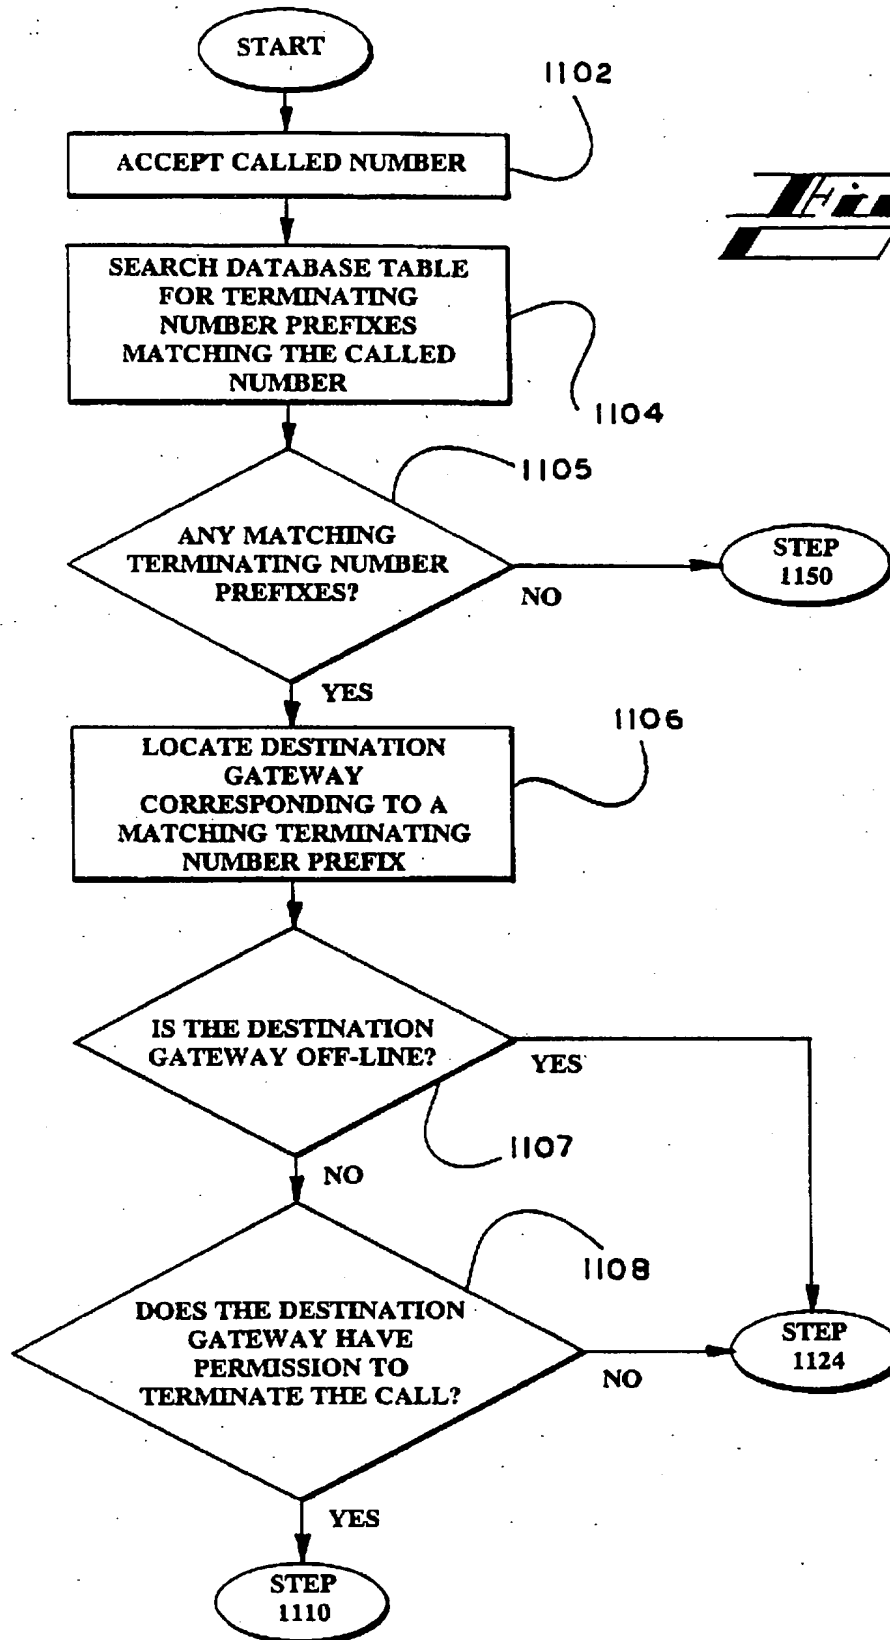 START
1102
ACCEPT CALLED NUMBER
SEARCH DATABASE TABLE
FOR TERMINATING
NUMBER PREFIXES
MATCHING THE CALLED
NUMBER
1104
1105
ANY MATCHING
TERMINATING NUMBER
PREFIXES?
NO
STEP
1150
YES
1106
LOCATE DESTINATION
GATEWAY
CORRESPONDING TO A
MATCHING TERMINATING
NUMBER PREFIX
IS THE DESTINATION
GATEWAY OFF-LINE?
YES
1107
NO
1108
DOES THE DESTINATION
GATEWAY HAVE
PERMISSION TO
TERMINATE THE CALL?
NO
STEP
1124
YES
STEP
1110